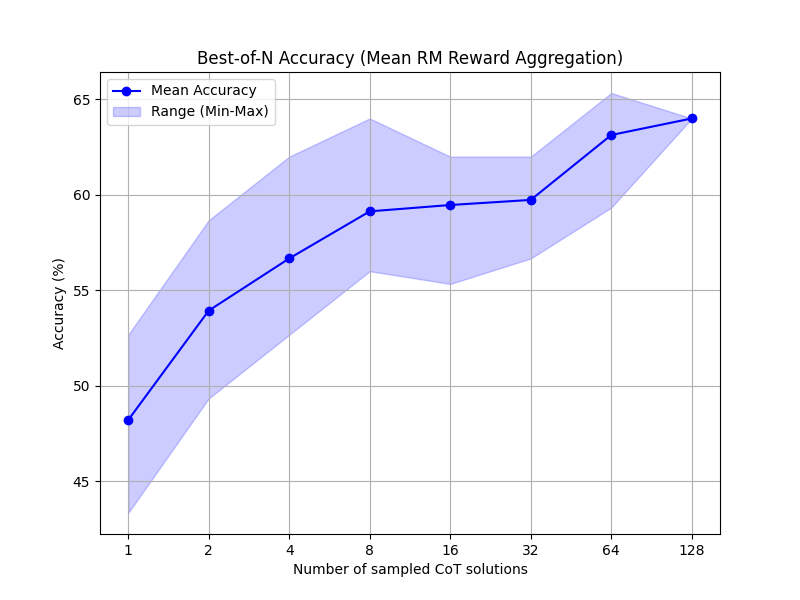 Best-of-N Accuracy (Mean RM Reward Aggregation)
Mean Accuracy
Range (Min-Max)
Accuracy (%)
65
60
55
50
45
1 2 4 8 16 32 64 128
Number of sampled CoT solutions